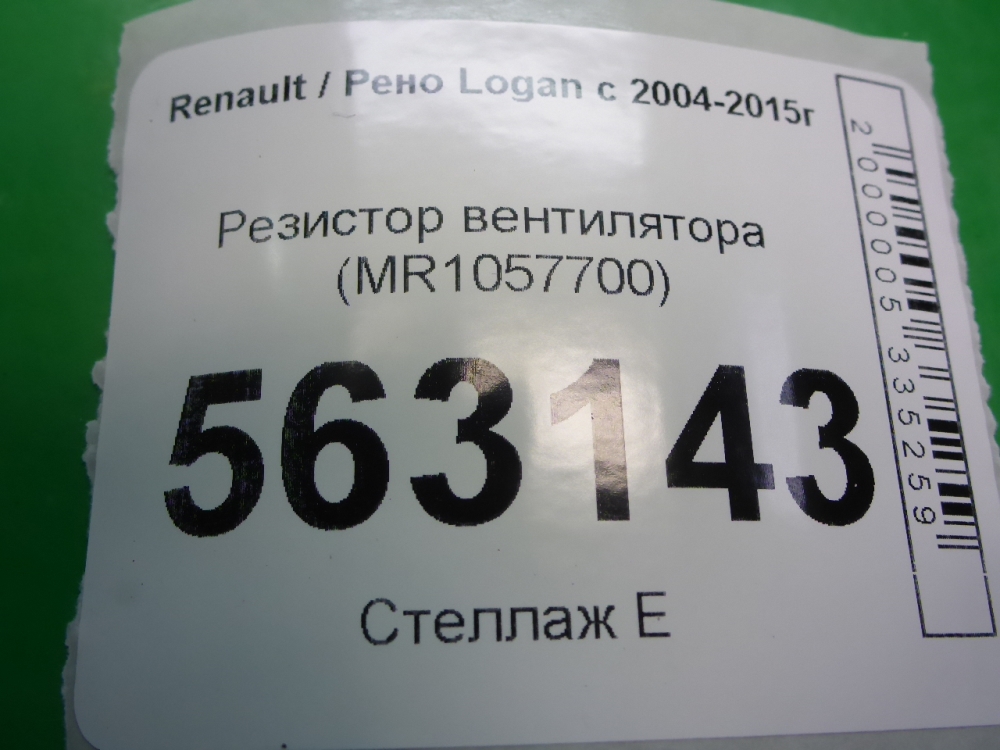 Renault / Рено Logan с 2004-2015г
Резистор вентилятора
(MR1057700)
563143
Стеллаж Е
2000005335259